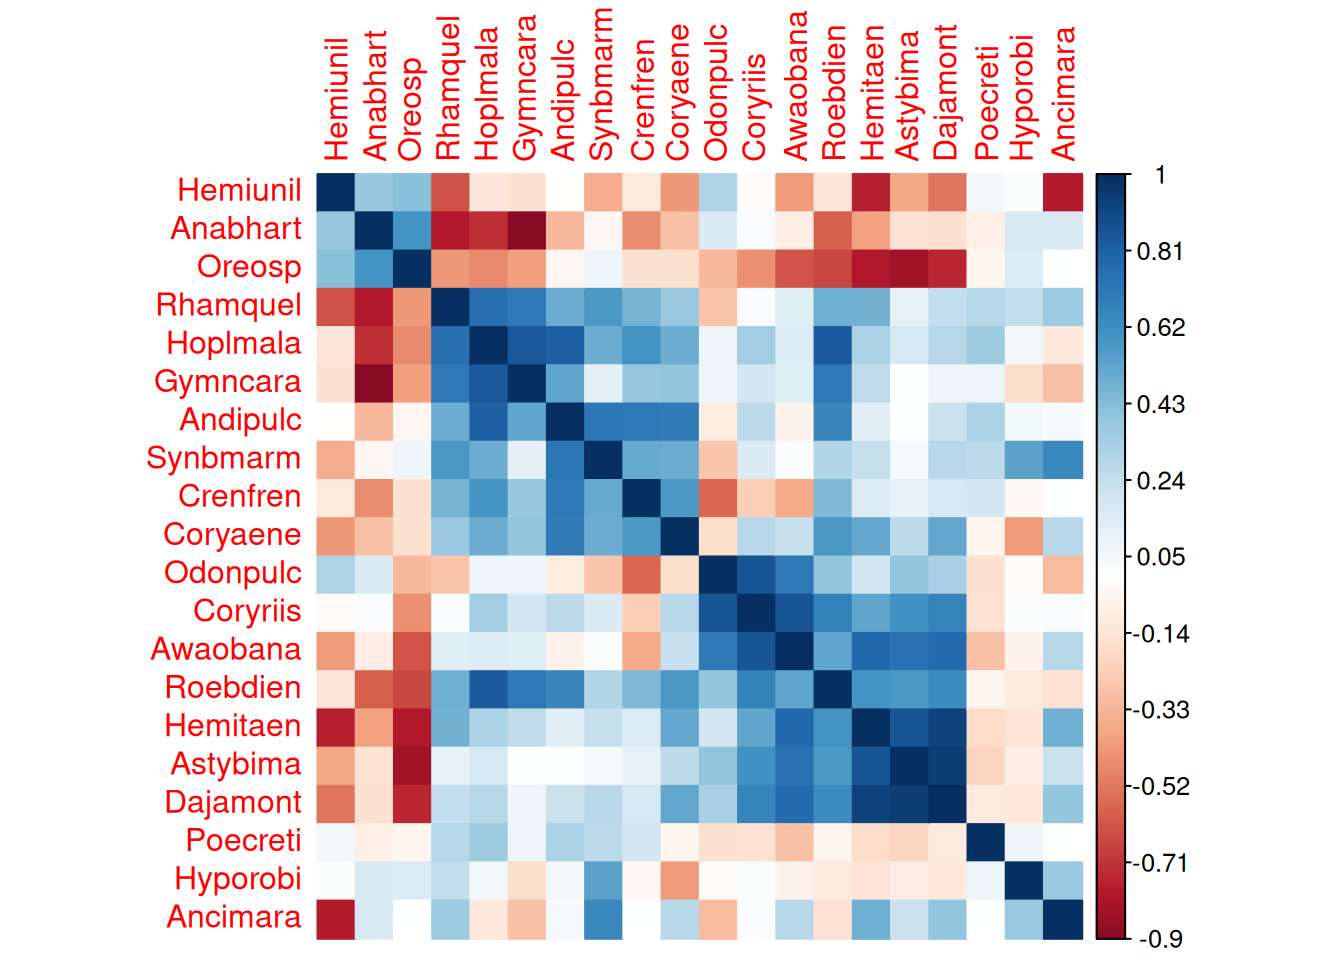 Hemiunil
Anabhart
Oreosp
Rhamquel
Hoplmala
Gymncara
Andipulc
Synbmarm
Crenfren
Coryaene
Odonpulc
Coryriis
Awaobana
Roebdien
Hemitaen
Astybima
Dajamont
Poecreti
Hyporobi
Ancimara
Hemiunil
Anabhart
Oreosp
Rhamquel
Hoplmala
Gymncara
Andipulc
Synbmarm
Crenfren
Coryaene
Odonpulc
Coryriis
Awaobana
Roebdien
Hemitaen
Astybima
Dajamont
Poecreti
Hyporobi
Ancimara
1
0.81
0.62
0.43
0.24
0.05
-0.14
-0.33
-0.52
-0.71
-0.9